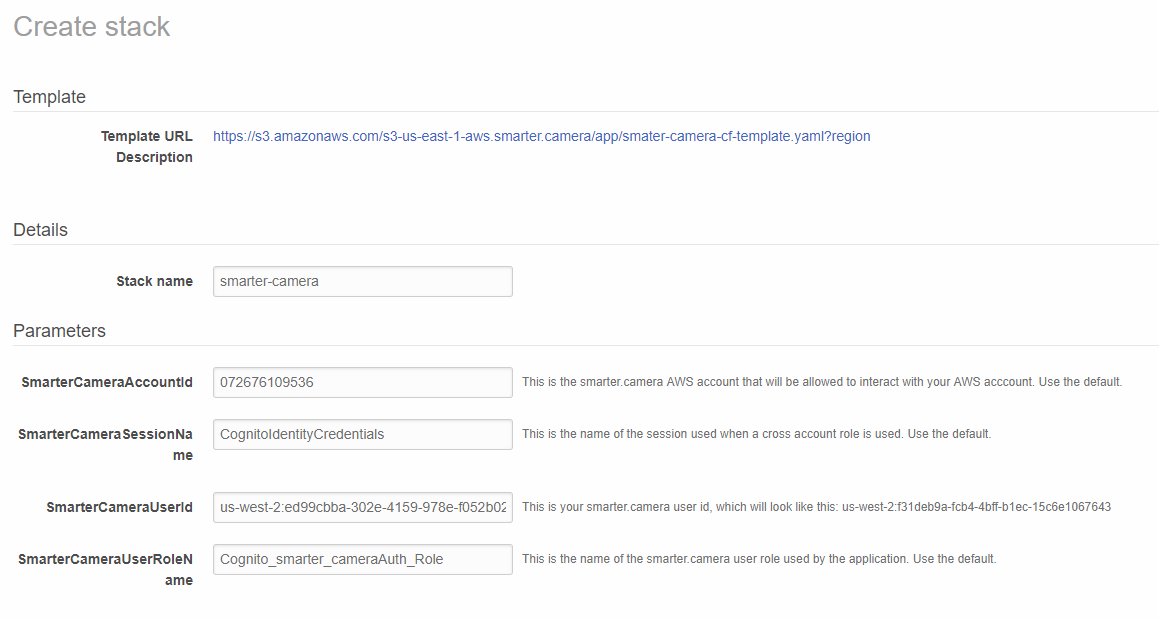 Create stack
Template
Template URL https://s3.amazonaws.com/s3-us-east-1-aws.smarter.camera/app/smater-camera-cf-template.yaml?region
Description
Details
Stack name smarter-camera
Parameters
SmarterCameraAccountId 072676109536 This is the smarter.camera AWS account that will be allowed to interact with your AWS acccount. Use the default.
SmarterCameraSessionNa CognitoIdentityCredentials This is the name of the session used when a cross account role is used. Use the default.
me
SmarterCameraUserId us-west-2:ed99cbba-302e-4159-978e-f052b02 This is your smarter.camera user id, which will look like this: us-west-2:f31deb9a-fcb4-4bff-b1ec-15c6e1067643
SmarterCameraUserRoleN Cognito_smarter_cameraAuth_Role This is the name of the smarter.camera user role used by the application. Use the default.
ame